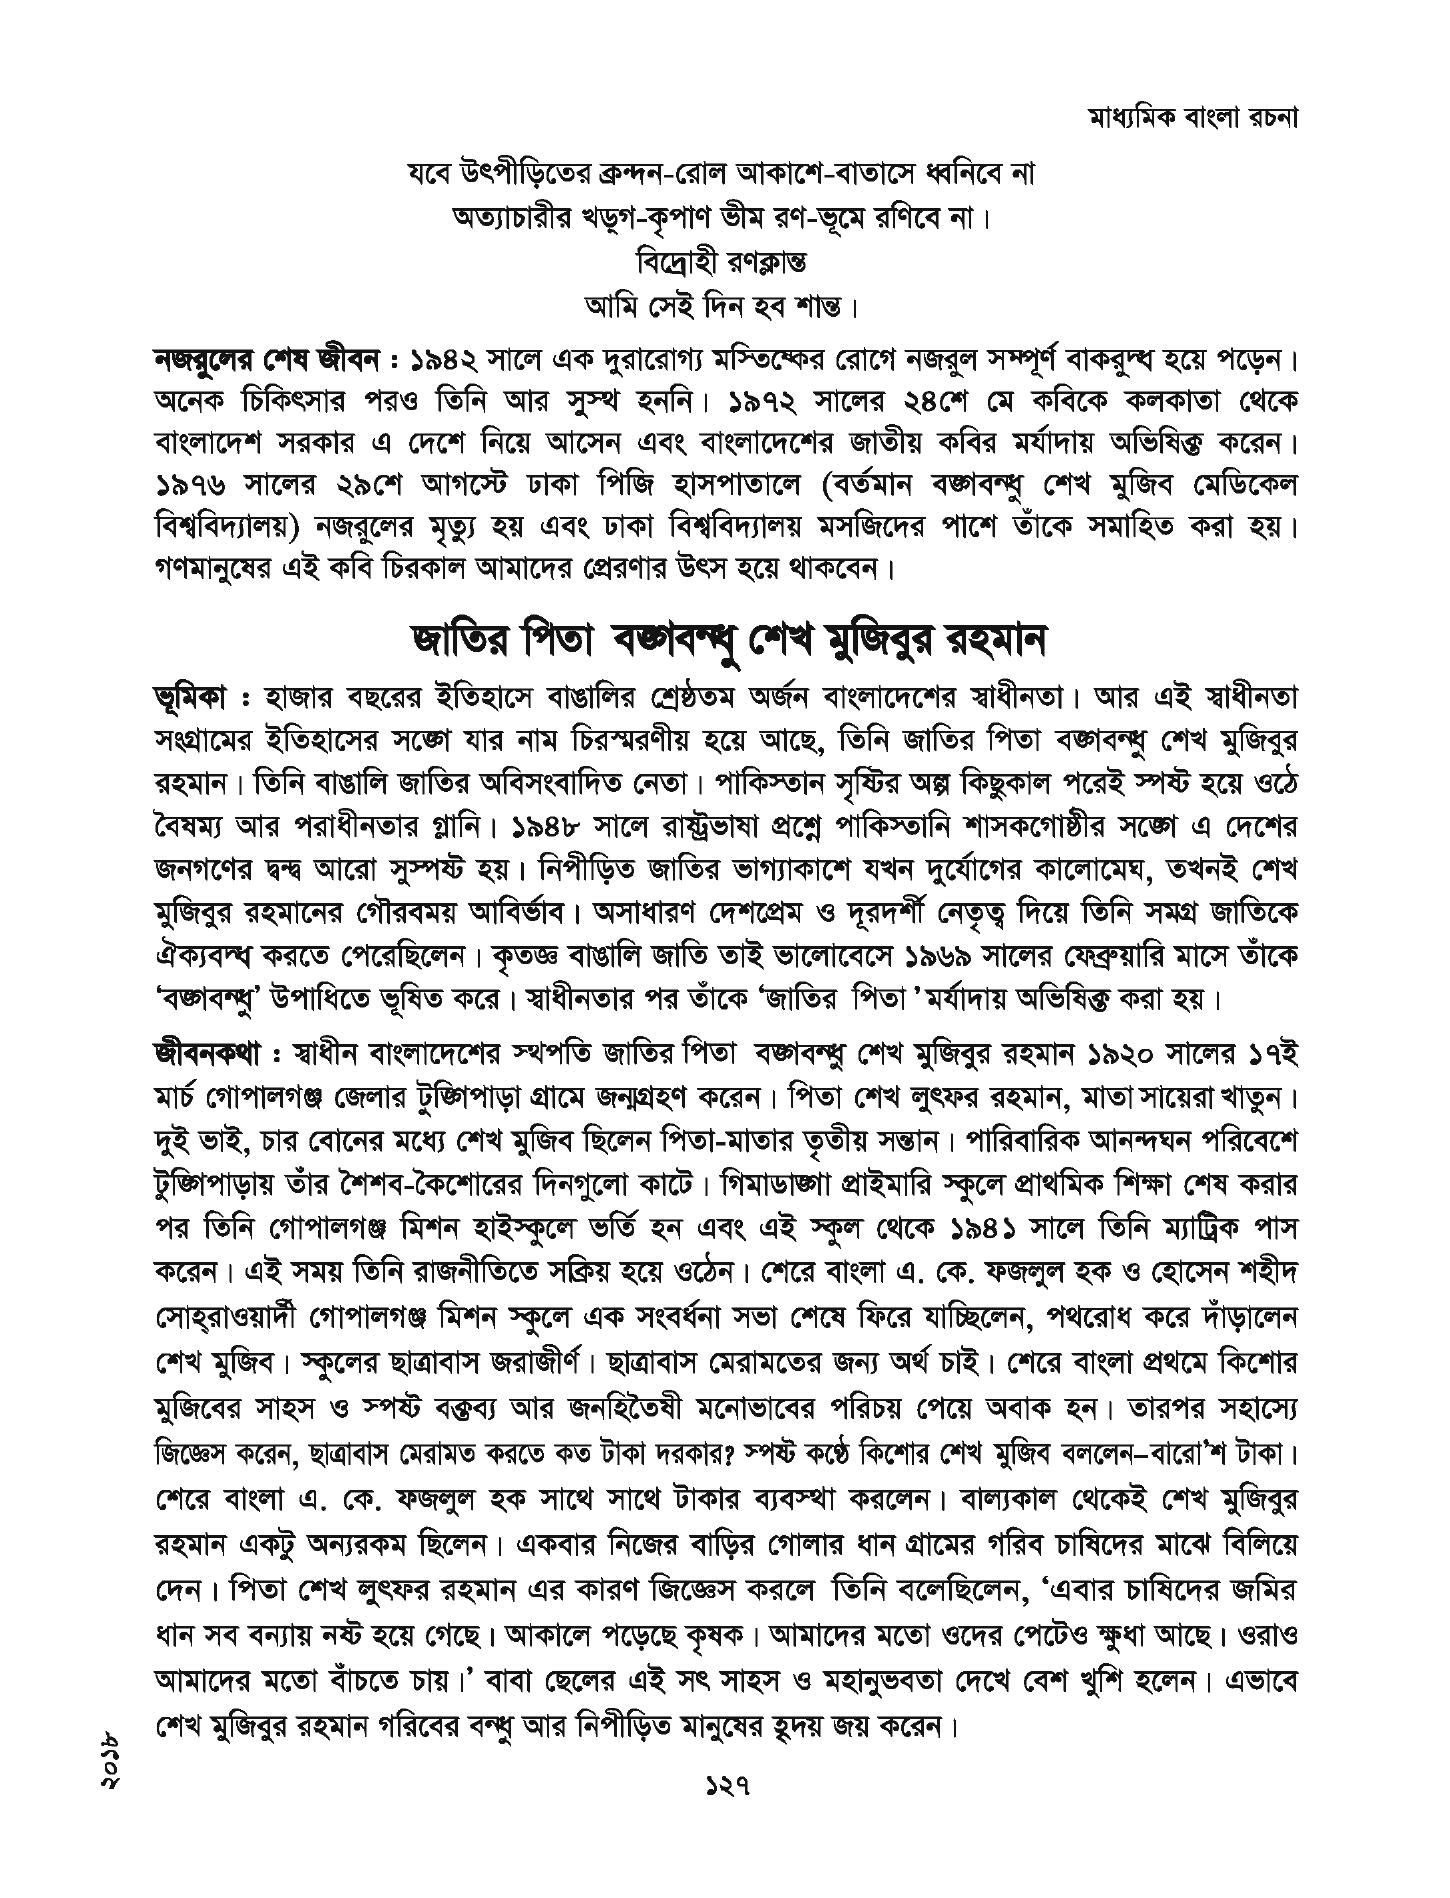 মাধ্যমিক বাংলা রচনা
যবে উৎপীড়িতের ক্রন্দন-রোল আকাশে-বাতাসে ধ্বনিবে না
অত্যাচারীর খড়্গ-কৃপাণ ভীম রণ-ভূমে রণিবে না।
বিদ্রোহী রণক্লান্ত
আমি সেই দিন হব শান্ত।
নজরুলের শেষ জীবন : ১৯৪২ সালে এক দুরারোগ্য মস্তিষ্কের রোগে নজরুল সম্পূর্ণ বাকরুদ্ধ হয়ে পড়েন।
অনেক চিকিৎসার পরও তিনি আর সুস্থ হননি। ১৯৭২ সালের ২৪শে মে কবিকে কলকাতা থেকে
বাংলাদেশ সরকার এ দেশে নিয়ে আসেন এবং বাংলাদেশের জাতীয় কবির মর্যাদায় অভিষিক্ত করেন।
১৯৭৬ সালের ২৯শে আগস্টে ঢাকা পিজি হাসপাতালে (বর্তমান বঙ্গবন্ধু শেখ মুজিব মেডিকেল
বিশ্ববিদ্যালয়) নজরুলের মৃত্যু হয় এবং ঢাকা বিশ্ববিদ্যালয় মসজিদের পাশে তাঁকে সমাহিত করা হয়।
গণমানুষের এই কবি চিরকাল আমাদের প্রেরণার উৎস হয়ে থাকবেন।
জাতির পিতা বঙ্গবন্ধু শেখ মুজিবুর রহমান
ভূমিকা : হাজার বছরের ইতিহাসে বাঙালির শ্রেষ্ঠতম অর্জন বাংলাদেশের স্বাধীনতা। আর এই স্বাধীনতা
সংগ্রামের ইতিহাসের সঙ্গে যার নাম চিরস্মরণীয় হয়ে আছে, তিনি জাতির পিতা বঙ্গবন্ধু শেখ মুজিবুর
রহমান। তিনি বাঙালি জাতির অবিসংবাদিত নেতা। পাকিস্তান সৃষ্টির অল্প কিছুকাল পরেই স্পষ্ট হয়ে ওঠে
বৈষম্য আর পরাধীনতার গ্লানি। ১৯৪৮ সালে রাষ্ট্রভাষা প্রশ্নে পাকিস্তানি শাসকগোষ্ঠীর সঙ্গে এ দেশের
জনগণের দ্বন্দ্ব আরো সুস্পষ্ট হয়। নিপীড়িত জাতির ভাগ্যাকাশে যখন দুর্যোগের কালোমেঘ, তখনই শেখ
মুজিবুর রহমানের গৌরবময় আবির্ভাব। অসাধারণ দেশপ্রেম ও দূরদর্শী নেতৃত্ব দিয়ে তিনি সমগ্র জাতিকে
ঐক্যবদ্ধ করতে পেরেছিলেন। কৃতজ্ঞ বাঙালি জাতি তাই ভালোবেসে ১৯৬৯ সালের ফেব্রুয়ারি মাসে তাঁকে
‘বঙ্গবন্ধু’ উপাধিতে ভূষিত করে। স্বাধীনতার পর তাঁকে ‘জাতির পিতা’ মর্যাদায় অভিষিক্ত করা হয়।
জীবনকথা : স্বাধীন বাংলাদেশের স্থপতি জাতির পিতা বঙ্গবন্ধু শেখ মুজিবুর রহমান ১৯২০ সালের ১৭ই
মার্চ গোপালগঞ্জ জেলার টুঙ্গিপাড়া গ্রামে জন্মগ্রহণ করেন। পিতা শেখ লুৎফর রহমান, মাতা সায়েরা খাতুন।
দুই ভাই, চার বোনের মধ্যে শেখ মুজিব ছিলেন পিতা-মাতার তৃতীয় সন্তান। পারিবারিক আনন্দঘন পরিবেশে
টুঙ্গিপাড়ায় তাঁর শৈশব-কৈশোরের দিনগুলো কাটে। গিমাডাঙ্গা প্রাইমারি স্কুলে প্রাথমিক শিক্ষা শেষ করার
পর তিনি গোপালগঞ্জ মিশন হাইস্কুলে ভর্তি হন এবং এই স্কুল থেকে ১৯৪১ সালে তিনি ম্যাট্রিক পাস
করেন। এই সময় তিনি রাজনীতিতে সক্রিয় হয়ে ওঠেন। শেরে বাংলা এ. কে. ফজলুল হক ও হোসেন শহীদ
সোহ্‌রাওয়ার্দী গোপালগঞ্জ মিশন স্কুলে এক সংবর্ধনা সভা শেষে ফিরে যাচ্ছিলেন, পথরোধ করে দাঁড়ালেন
শেখ মুজিব। স্কুলের ছাত্রাবাস জরাজীর্ণ। ছাত্রাবাস মেরামতের জন্য অর্থ চাই। শেরে বাংলা প্রথমে কিশোর
মুজিবের সাহস ও স্পষ্ট বক্তব্য আর জনহিতৈষী মনোভাবের পরিচয় পেয়ে অবাক হন। তারপর সহাস্যে
জিজ্ঞেস করেন, ছাত্রাবাস মেরামত করতে কত টাকা দরকার? স্পষ্ট কণ্ঠে কিশোর শেখ মুজিব বললেন–বারো’শ টাকা।
শেরে বাংলা এ. কে. ফজলুল হক সাথে সাথে টাকার ব্যবস্থা করলেন। বাল্যকাল থেকেই শেখ মুজিবুর
রহমান একটু অন্যরকম ছিলেন। একবার নিজের বাড়ির গোলার ধান গ্রামের গরিব চাষিদের মাঝে বিলিয়ে
দেন। পিতা শেখ লুৎফর রহমান এর কারণ জিজ্ঞেস করলে তিনি বলেছিলেন, ‘এবার চাষিদের জমির
ধান সব বন্যায় নষ্ট হয়ে গেছে। আকালে পড়েছে কৃষক। আমাদের মতো ওদের পেটেও ক্ষুধা আছে। ওরাও
আমাদের মতো বাঁচতে চায়।’ বাবা ছেলের এই সৎ সাহস ও মহানুভবতা দেখে বেশ খুশি হলেন। এভাবে
শেখ মুজিবুর রহমান গরিবের বন্ধু আর নিপীড়িত মানুষের হৃদয় জয় করেন।
২০১৮
১২৭